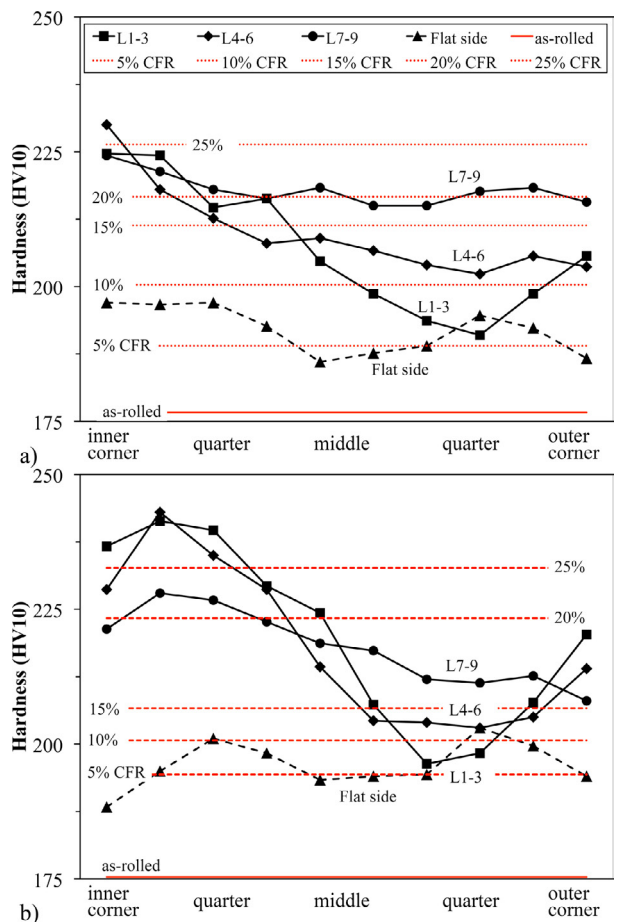 250
L1-3 L4-6 L7-9 Flat side as-rolled
5% CFR 10% CFR 15% CFR 20% CFR 25% CFR
25%
225
L7-9
20%
15%
L4-6
Hardness (HV10)
10%
200
L1-3
5% CFR
Flat side
as-rolled
175
inner corner quarter middle quarter outer corner
a)
250
25%
225
20%
L7-9
Hardness (HV10)
15%
L4-6
10%
200
5% CFR
L1-3
Flat side
as-rolled
175
inner corner quarter middle quarter outer corner
b)